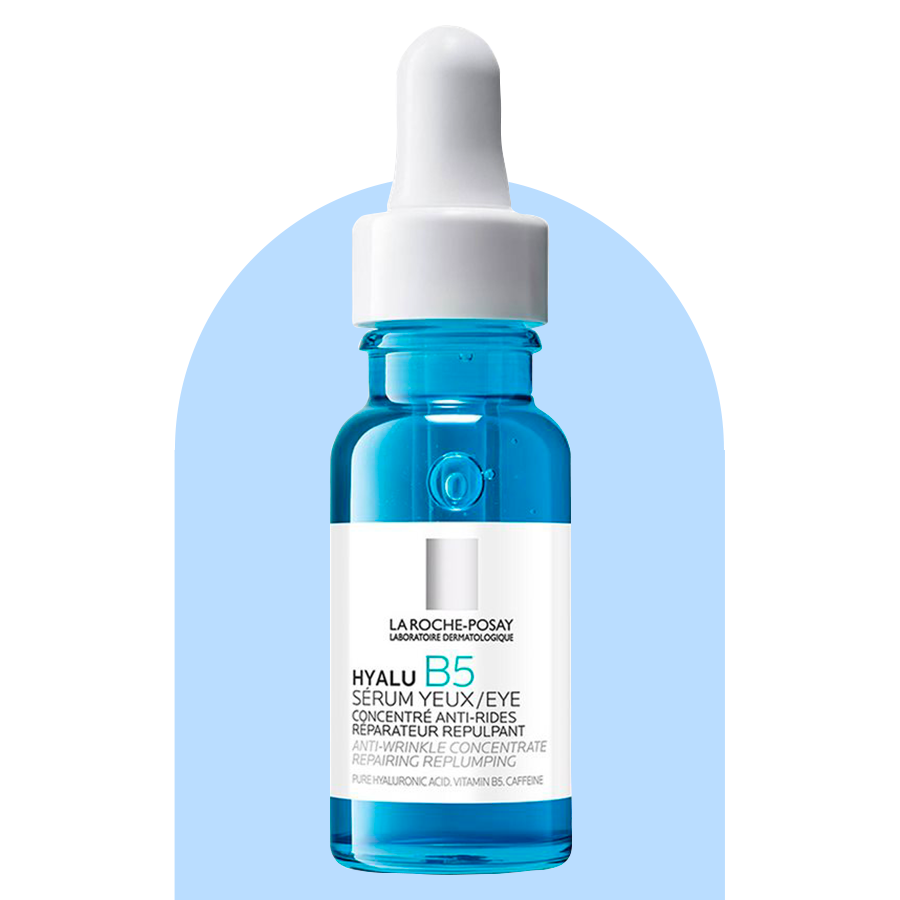 LA ROCHE-POSAY
LABORATOIRE DERMATOLOGIQUE
HYALU B5
SÉRUM YEUX/EYE
CONCENTRÉ ANTI-RIDES
RÉPARATEUR REPULPANT
ANTI-WRINKLE CONCENTRATE
REPAIRING REPLUMPING
PURE HYALURONIC ACID, VITAMIN B5, CAFFEINE